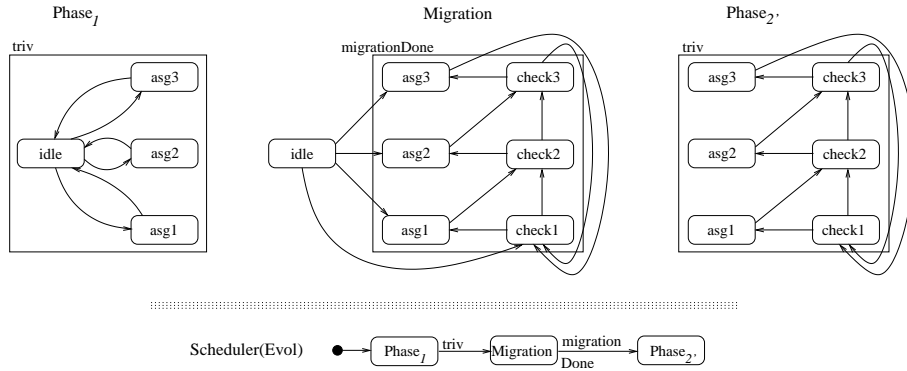 Phase1 Migration Phase2'
triv migrationDone triv
asg3 asg3 check3 asg3 check3
idle asg2 idle asg2 check2 asg2 check2
asg1 asg1 check1 asg1 check1
Scheduler(Evol) Phase1 triv Migration migration Done Phase2'